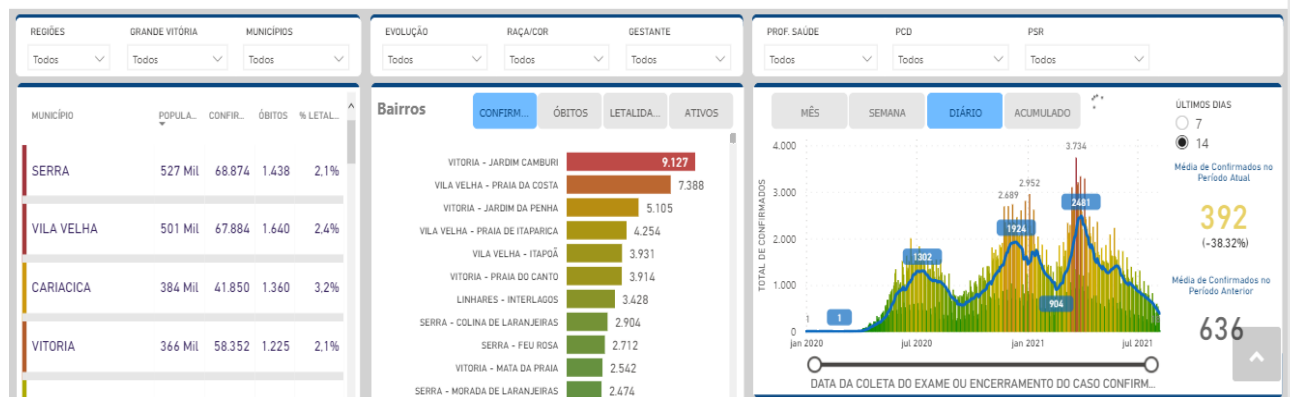 REGIÕES GRANDE VITÓRIA MUNICÍPIOS
Todos Todos Todos
EVOLUÇÃO RAÇA/COR GESTANTE
Todos Todos Todos
PROF. SAÚDE PCD PSR
Todos Todos Todos
MUNICÍPIO POPULA... CONFIR... ÓBITOS % LETAL...
SERRA 527 Mil 68.874 1.438 2,1%
VILA VELHA 501 Mil 67.884 1.640 2,4%
CARIACICA 384 Mil 41.850 1.360 3,2%
VITORIA 366 Mil 58.352 1.225 2,1%
Bairros CONFIRM... ÓBITOS LETALIDA... ATIVOS
VITORIA - JARDIM CAMBURI 9.127
VILA VELHA - PRAIA DA COSTA 7.388
VITORIA - JARDIM DA PENHA 5.105
VILA VELHA - PRAIA DE ITAPARICA 4.254
VILA VELHA - ITAPOÃ 3.931
VITORIA - PRAIA DO CANTO 3.914
LINHARES - INTERLAGOS 3.428
SERRA - COLINA DE LARANJEIRAS 2.904
SERRA - FEU ROSA 2.712
VITORIA - MATA DA PRAIA 2.542
SERRA - MORADA DE LARANJEIRAS 2.474
MÊS SEMANA DIÁRIO ACUMULADO
TOTAL DE CONFIRMADOS
4.000
3.000
2.000
1.000
0
3.734
2.952
2.689
2481
1924
1302
904
1 1
jan 2020 jul 2020 jan 2021 jul 2021
DATA DA COLETA DO EXAME OU ENCERRAMENTO DO CASO CONFIRM...
ÚLTIMOS DIAS
7
14
Média de Confirmados no
Período Atual
392
(-38.32%)
Média de Confirmados no
Período Anterior
636